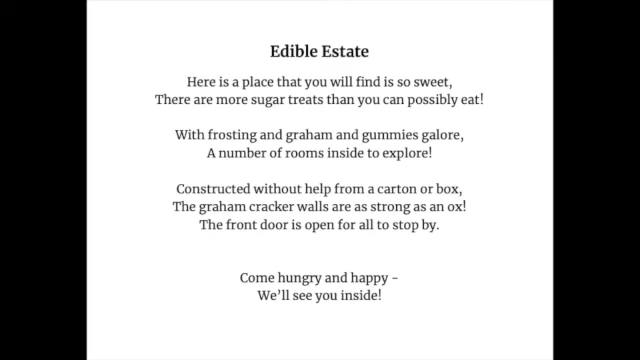 Edible Estate
Here is a place that you will find is so sweet,
There are more sugar treats than you can possibly eat!
With frosting and graham and gummies galore,
A number of rooms inside to explore!
Constructed without help from a carton or box,
The graham cracker walls are as strong as an ox!
The front door is open for all to stop by.
Come hungry and happy -
We'll see you inside!